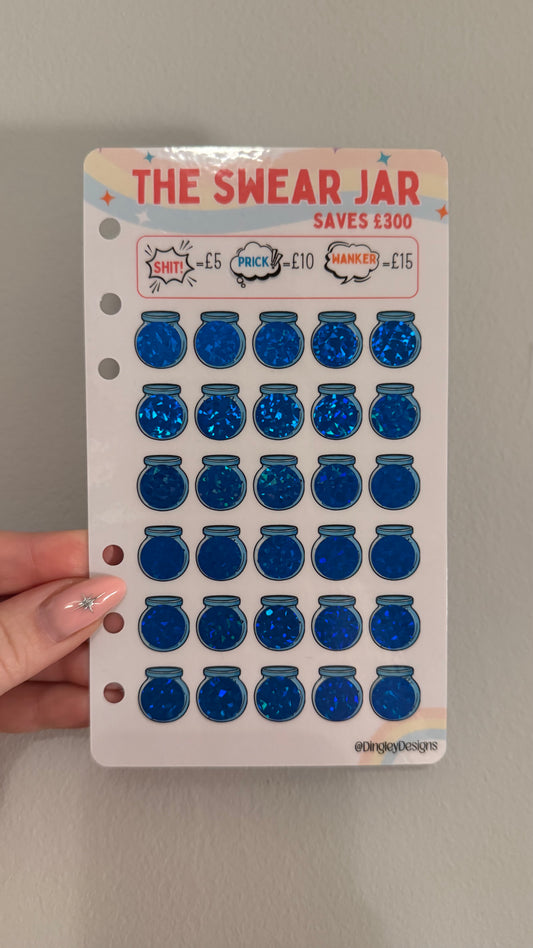 THE SWEAR JAR
SAVES £300
SHIT! =£5 PRICK =£10 WANKER =£15
@DingleyDesigns